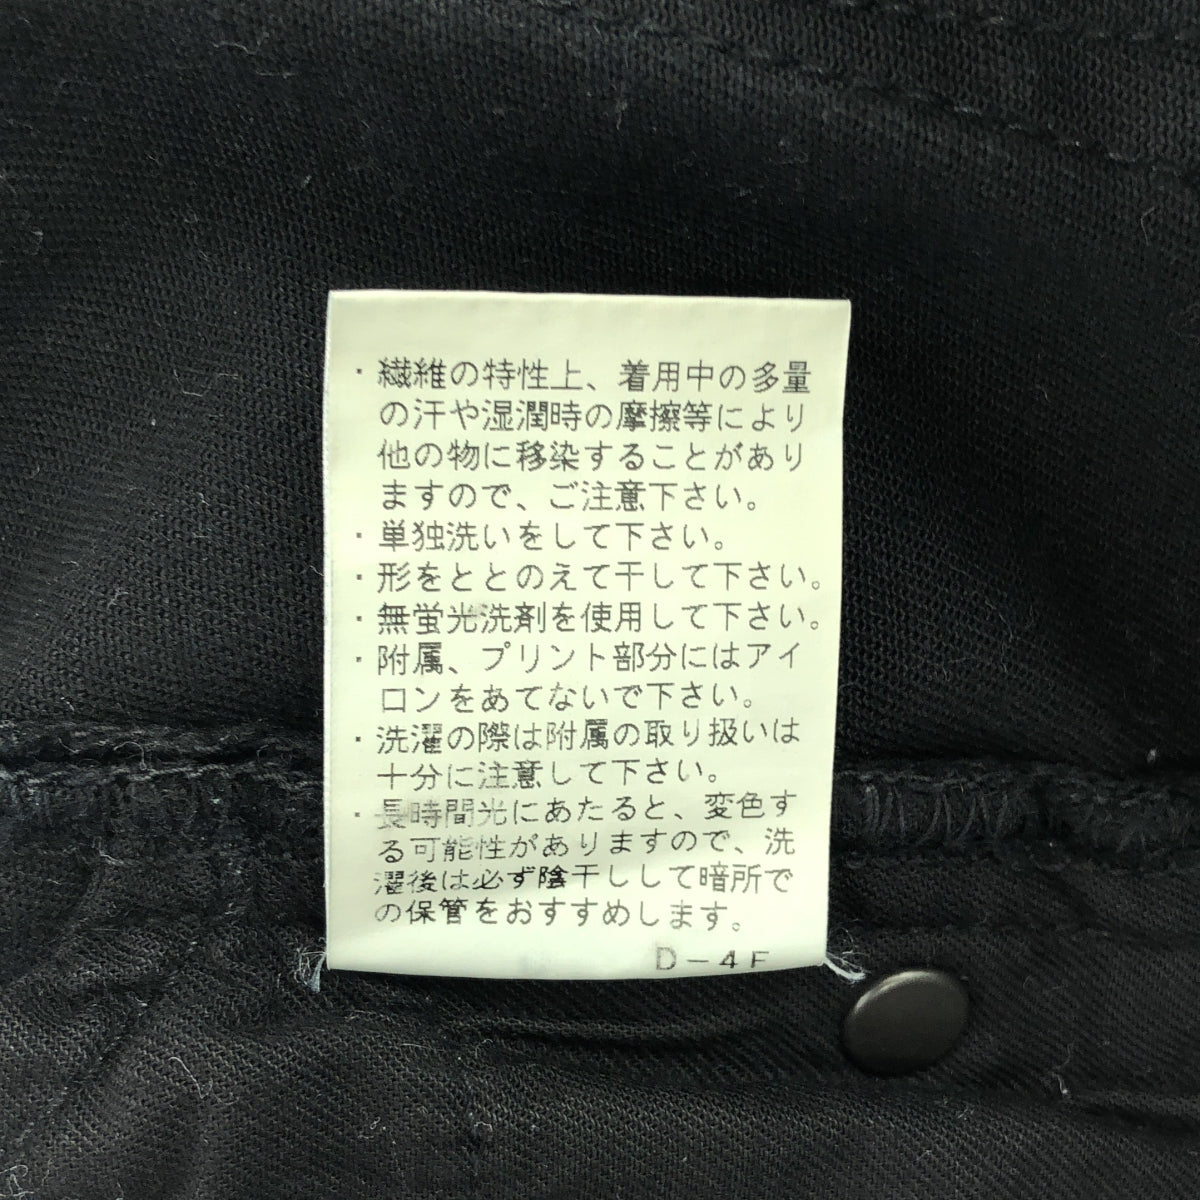 ・繊維の特性上、着用中の多量
の汗や湿潤時の摩擦等により
他の物に移染することがあり
ますので、ご注意下さい。
・単独洗いをして下さい。
・形をととのえて干して下さい。
・無蛍光洗剤を使用して下さい。
・附属、プリント部分にはアイ
ロンをあてないで下さい。
・洗濯の際は附属の取り扱いは
十分に注意して下さい。
・長時間光にあたると、変色す
る可能性がありますので、洗
濯後は必ず陰干しして暗所で
の保管をおすすめします。